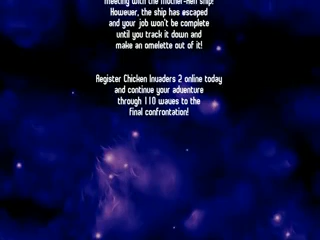 meeting with the mother-hen ship!
However, the ship has escaped
and your job won't be complete
until you track it down and
make an omelette out of it!
Register Chicken Invaders 2 online today
and continue your adventure
through 110 waves to the
final confrontation!